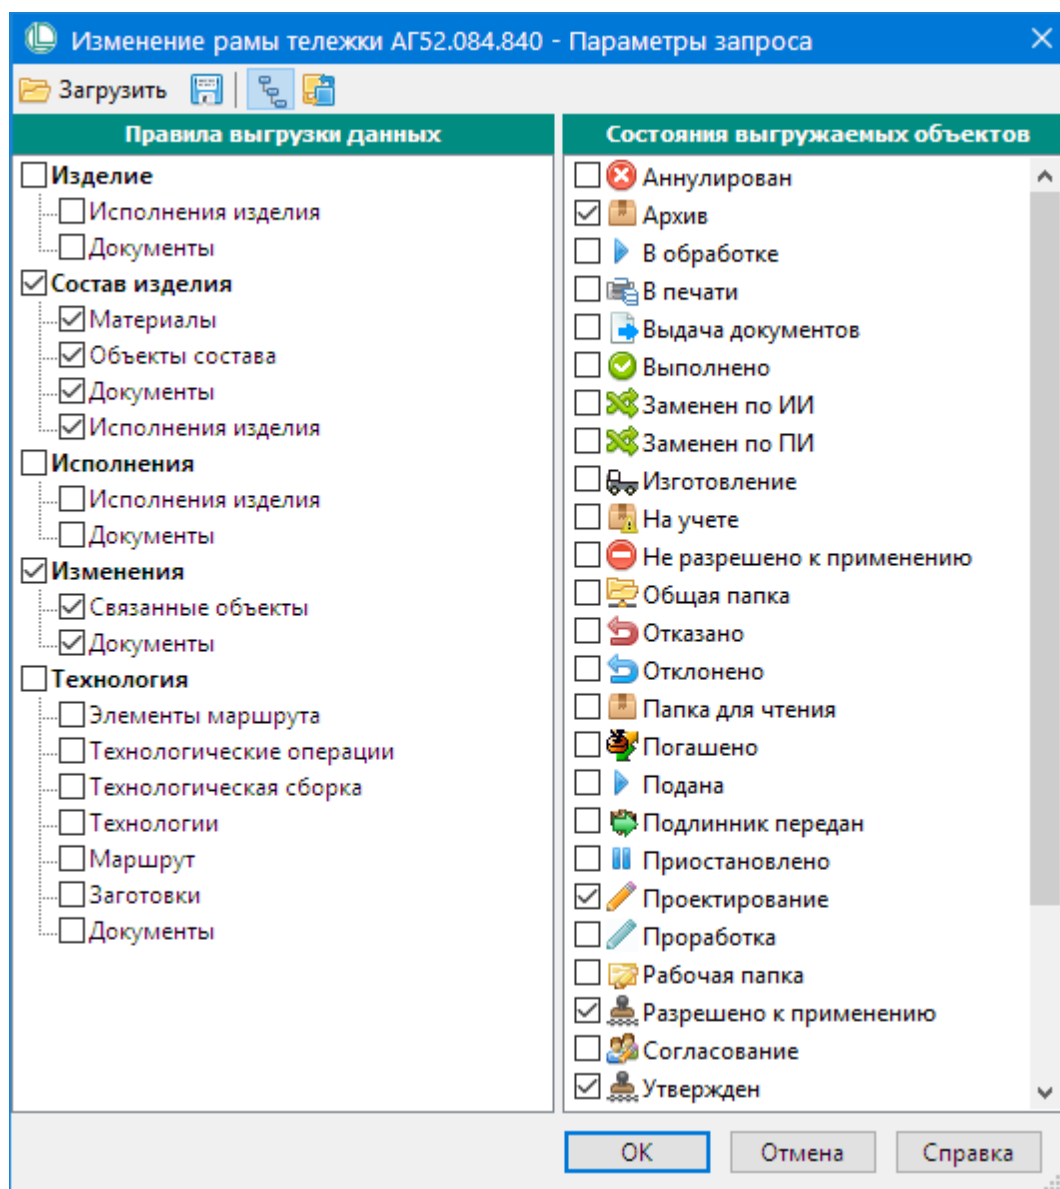 Изменение рамы тележки АГ52.084.840 - Параметры запроса
Загрузить
Правила выгрузки данных
Изделие
Исполнения изделия
Документы
Состав изделия
Материалы
Объекты состава
Документы
Исполнения изделия
Исполнения
Исполнения изделия
Документы
Изменения
Связанные объекты
Документы
Технология
Элементы маршрута
Технологические операции
Технологическая сборка
Технологии
Маршрут
Заготовки
Документы
Состояния выгружаемых объектов
Аннулирован
Архив
В обработке
В печати
Выдача документов
Выполнено
Заменен по ИИ
Заменен по ПИ
Изготовление
На учете
Не разрешено к применению
Общая папка
Отказано
Отклонено
Папка для чтения
Погашено
Подана
Подлинник передан
Приостановлено
Проектирование
Проработка
Рабочая папка
Разрешено к применению
Согласование
Утвержден
ОК
Отмена
Справка